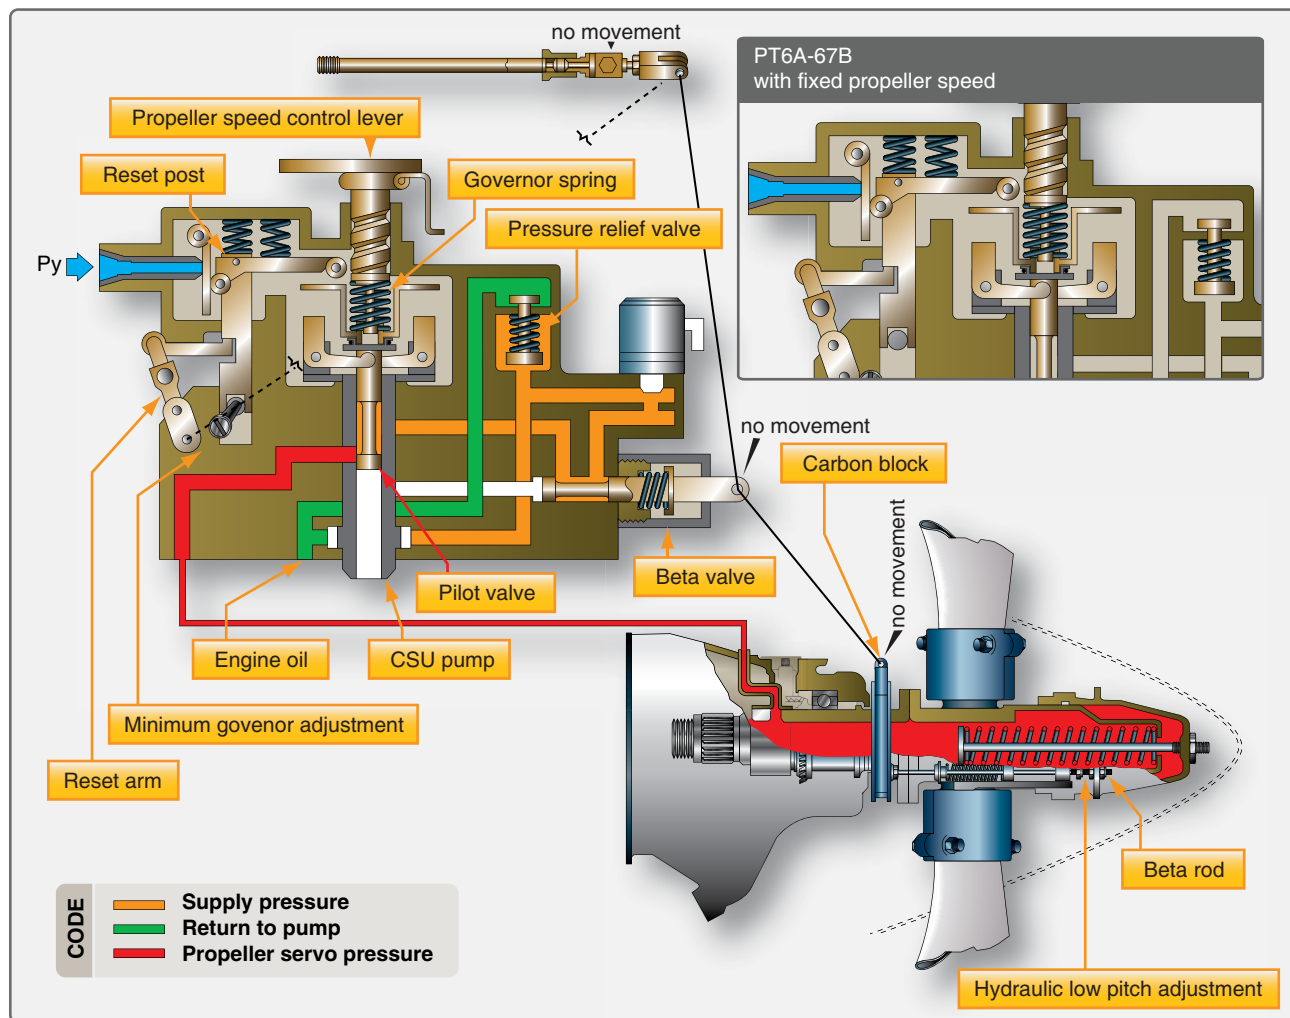 no movement
PT6A-67B
with fixed propeller speed
Propeller speed control lever
Reset post
Governor spring
Pressure relief valve
Py
no movement
Carbon block
no movement
Beta valve
Pilot valve
Engine oil
CSU pump
Minimum govenor adjustment
Reset arm
Beta rod
Hydraulic low pitch adjustment
CODE
Supply pressure
Return to pump
Propeller servo pressure